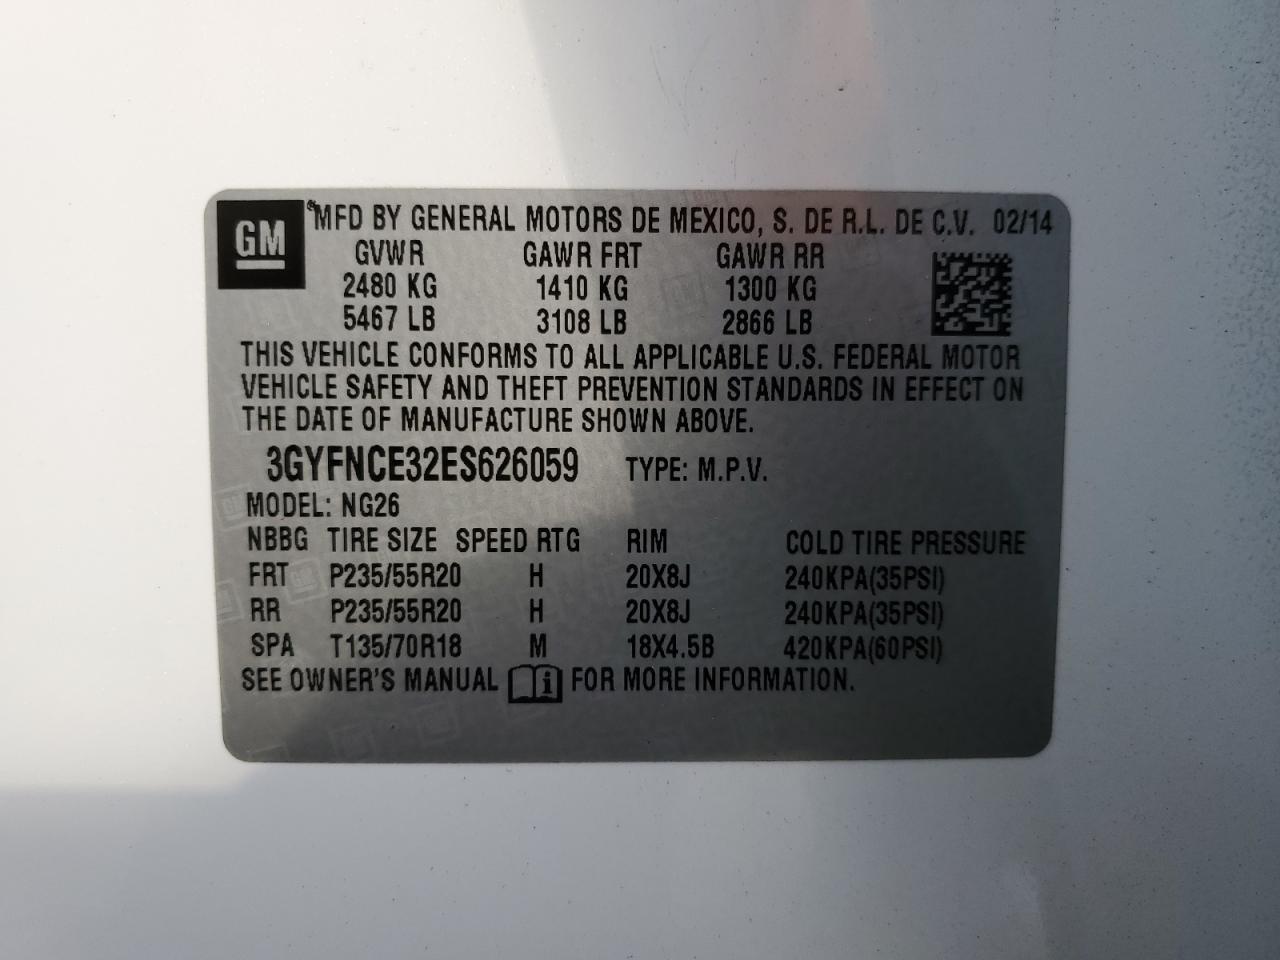 GM ® MFD BY GENERAL MOTORS DE MEXICO, S. DE R.L. DE C.V. 02/14
GVWR GAWR FRT GAWR RR
2480 KG 1410 KG 1300 KG
5467 LB 3108 LB 2866 LB
THIS VEHICLE CONFORMS TO ALL APPLICABLE U.S. FEDERAL MOTOR
VEHICLE SAFETY AND THEFT PREVENTION STANDARDS IN EFFECT ON
THE DATE OF MANUFACTURE SHOWN ABOVE.
3GYFNCE32ES626059 TYPE: M.P.V.
MODEL: NG26
NBBG TIRE SIZE SPEED RTG RIM COLD TIRE PRESSURE
FRT P235/55R20 H 20X8J 240KPA(35PSI)
RR P235/55R20 H 20X8J 240KPA(35PSI)
SPA T135/70R18 M 18X4.5B 420KPA(60PSI)
SEE OWNER'S MANUAL i FOR MORE INFORMATION.